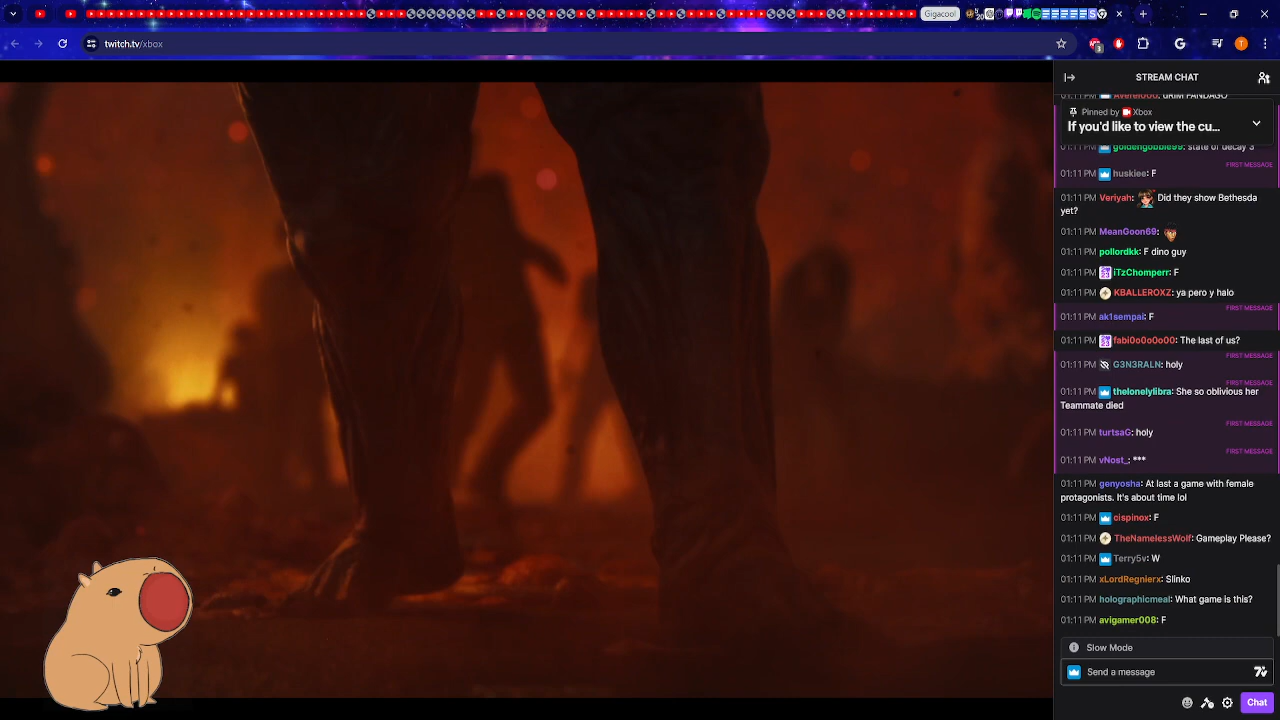 Gigacool
twitch.tv/xbox
STREAM CHAT
Pinned by Xbox
If you'd like to view the cu...
01:11 PM goldengobbie99: state of decay 3
FIRST MESSAGE
01:11 PM huskiee: F
01:11 PM Veriyah: Did they show Bethesda
yet?
01:11 PM MeanGoon69:
01:11 PM pollordkk: F dino guy
01:11 PM iTzChomperr: F
01:11 PM KBALLEROXZ: ya pero y halo
FIRST MESSAGE
01:11 PM ak1sempai: F
01:11 PM fabi0o0o0o00: The last of us?
FIRST MESSAGE
01:11 PM G3N3RALN: holy
FIRST MESSAGE
01:11 PM thelonelylibra: She so oblivious her
Teammate died
FIRST MESSAGE
01:11 PM turtsaG: holy
FIRST MESSAGE
01:11 PM vNost_: ***
01:11 PM genyosha: At last a game with female
protagonists. It's about time lol
01:11 PM cispinox: F
01:11 PM TheNamelessWolf: Gameplay Please?
01:11 PM Terry5v: W
01:11 PM xLordRegnierx: Slinko
01:11 PM holographicmeal: What game is this?
01:11 PM avigamer008: F
Slow Mode
Send a message
Chat